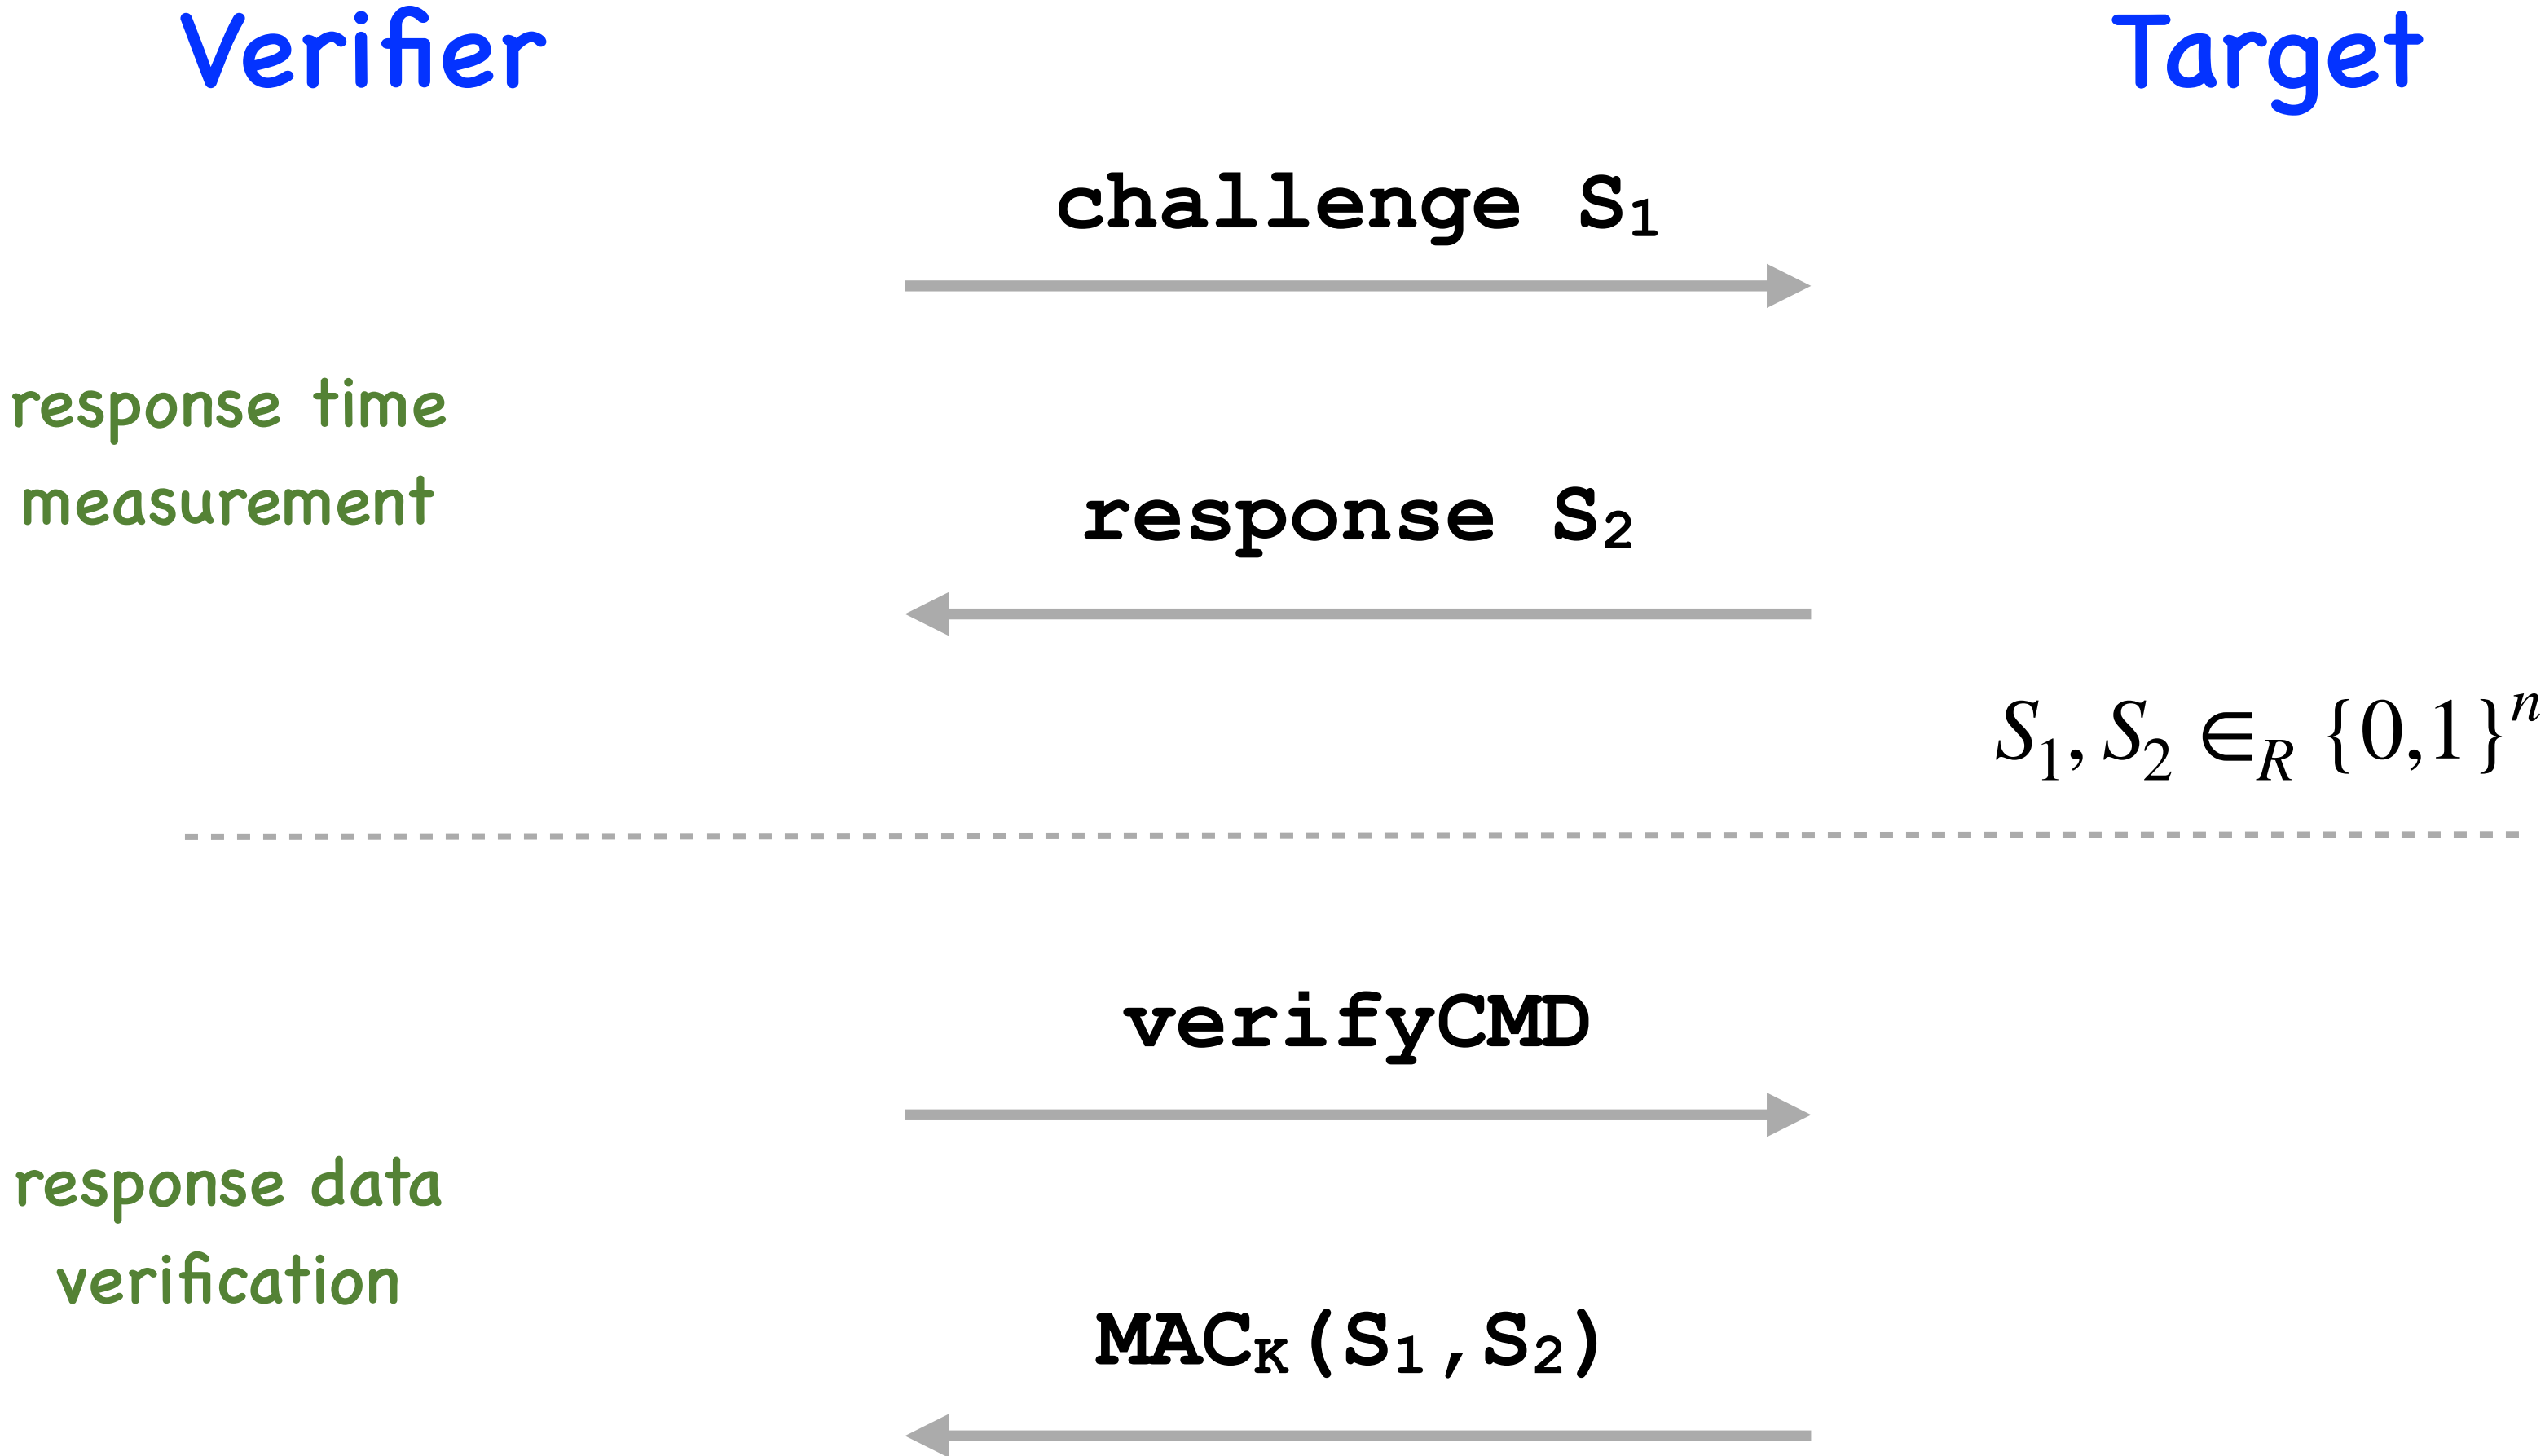 Verifier
Target
challenge S₁
response time
measurement
response S₂
S₁, S₂ ∈_R {0,1}ⁿ
verifyCMD
response data
verification
MAC_K(S₁,S₂)